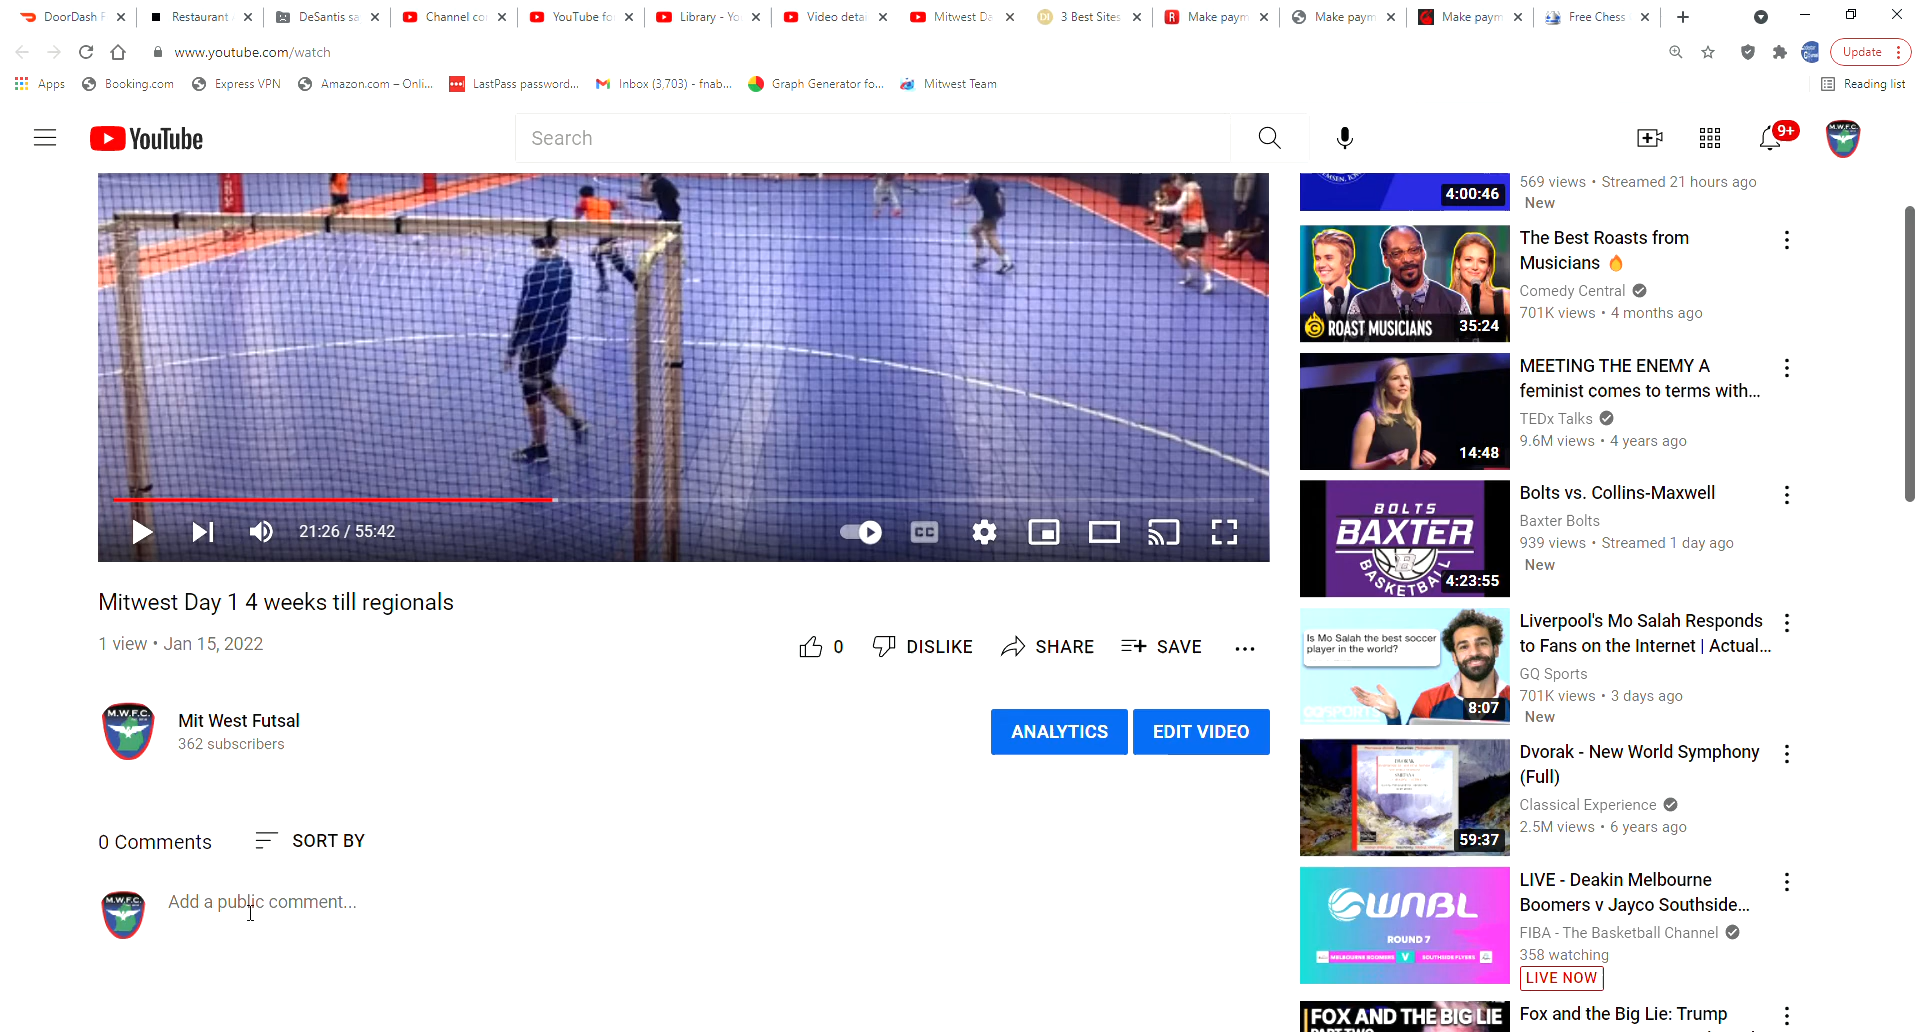 DoorDash F
Restaurant
DeSantis sa
Channel co
YouTube fo
Library - Yo
Video deta
Mitwest Da
3 Best Sites
Make paym
Make paym
Make paym
Free Chess
www.youtube.com/watch
Update
Apps
Booking.com
Express VPN
Amazon.com – Onli...
LastPass password...
Inbox (3,703) - fnab...
Graph Generator fo...
Mitwest Team
Reading list
YouTube
Search
9+
M.W.F.C.
21:26 / 55:42
CC
Mitwest Day 1 4 weeks till regionals
1 view • Jan 15, 2022
0
DISLIKE
SHARE
SAVE
M.W.F.C.
Mit West Futsal
362 subscribers
ANALYTICS
EDIT VIDEO
0 Comments
SORT BY
M.W.F.C.
Add a public comment...
4:00:46
569 views • Streamed 21 hours ago
New
ROAST MUSICIANS
35:24
The Best Roasts from
Musicians 🔥
Comedy Central
701K views • 4 months ago
14:48
MEETING THE ENEMY A
feminist comes to terms with...
TEDx Talks
9.6M views • 4 years ago
BOLTS
BAXTER
BASKETBALL
4:23:55
Bolts vs. Collins-Maxwell
Baxter Bolts
939 views • Streamed 1 day ago
New
Is Mo Salah the best soccer
player in the world?
GQSPORTS
8:07
Liverpool's Mo Salah Responds
to Fans on the Internet | Actual...
GQ Sports
701K views • 3 days ago
New
DVORAK
59:37
Dvorak - New World Symphony
(Full)
Classical Experience
2.5M views • 6 years ago
WNBL
ROUND 7
MELBOURNE BOOMERS V SOUTHSIDE FLYERS
LIVE - Deakin Melbourne
Boomers v Jayco Southside...
FIBA - The Basketball Channel
358 watching
LIVE NOW
FOX AND THE BIG LIE
PART TWO
Fox and the Big Lie: Trump